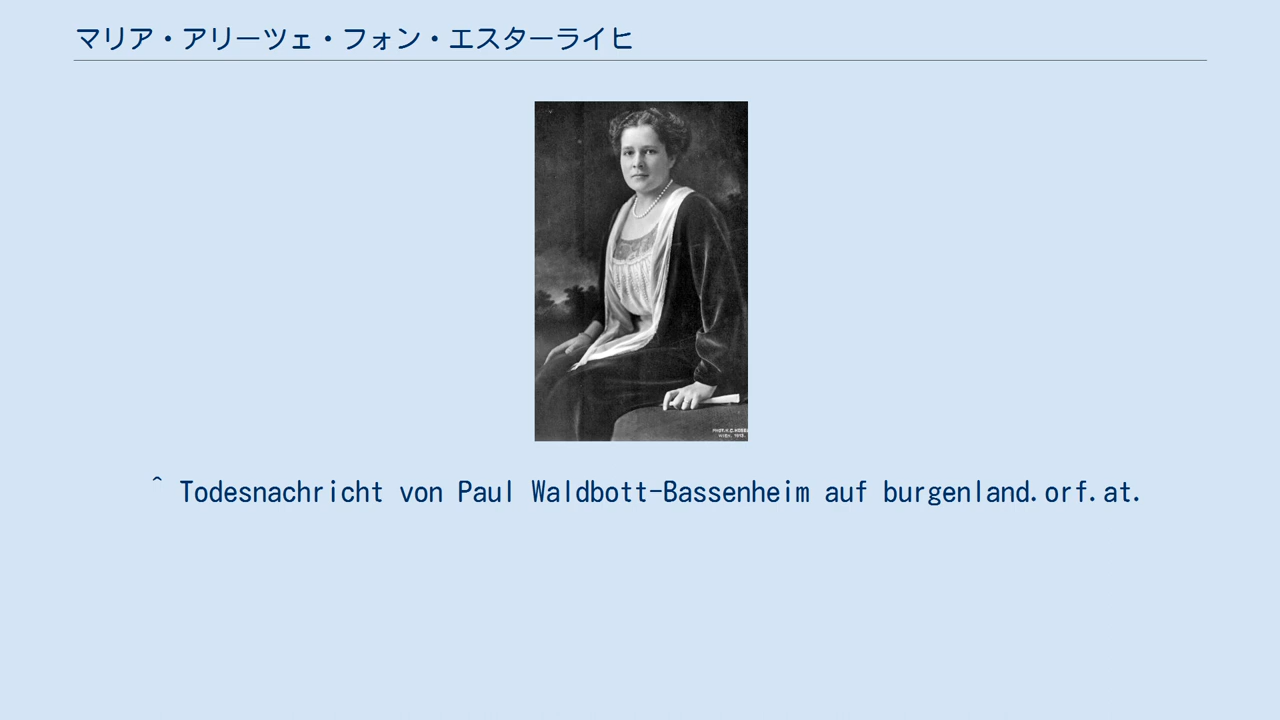 マリア・アリーツェ・フォン・エスターライヒ
^ Todesnachricht von Paul Waldbott-Bassenheim auf burgenland.orf.at.